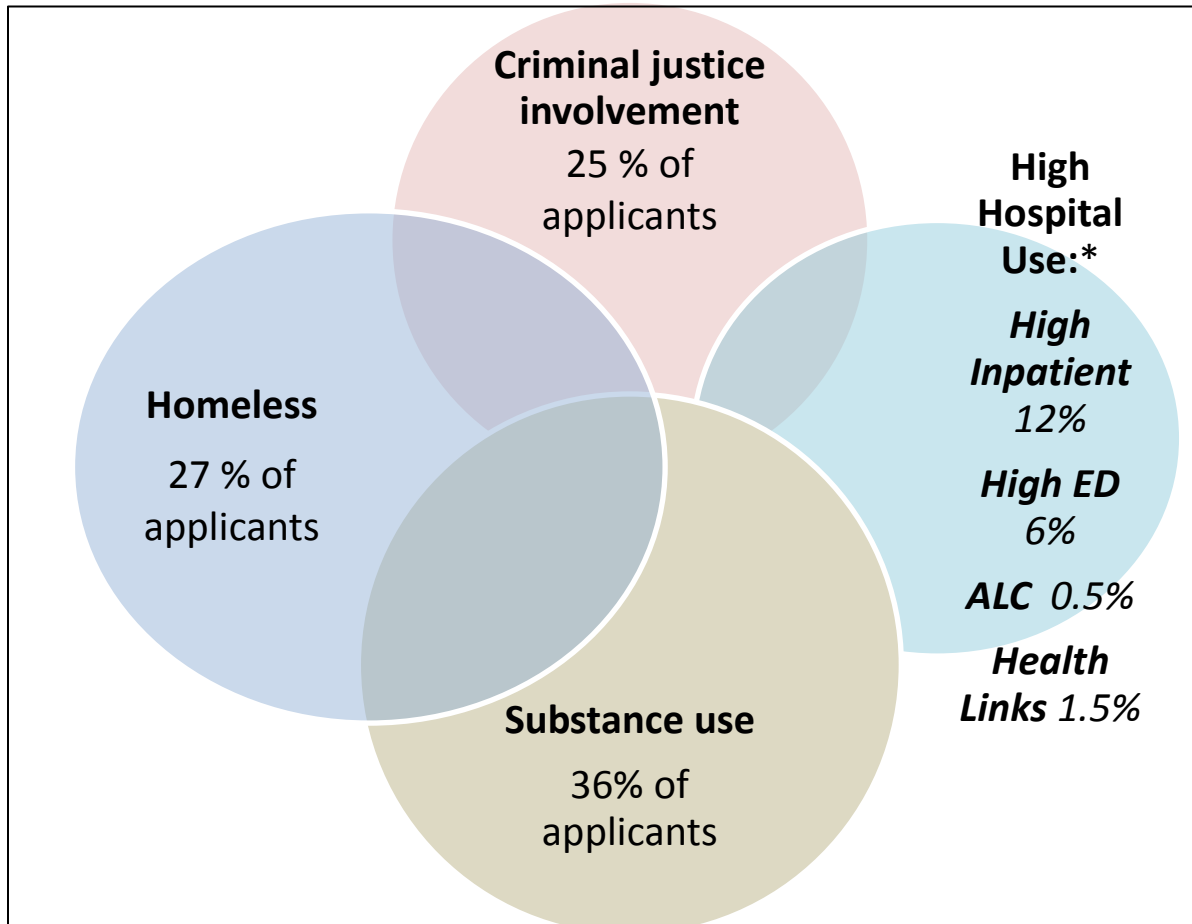 Criminal justice
involvement
25 % of
applicants
High
Hospital
Use:*
High
Inpatient
12%
High ED
6%
ALC 0.5%
Health
Links 1.5%
Homeless
27 % of
applicants
Substance use
36% of
applicants